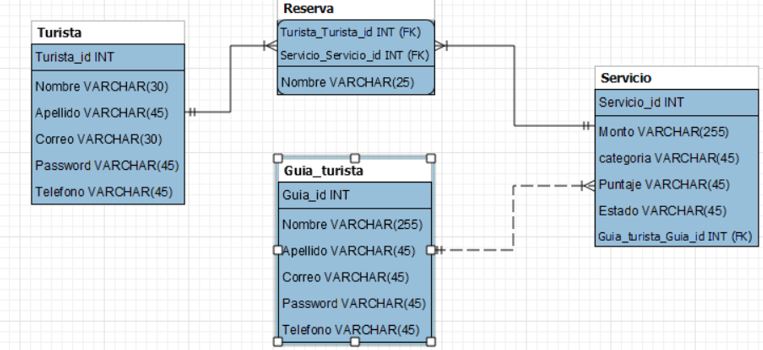 Reserva
Turista_Turista_id INT (FK)
Servicio_Servicio_id INT (FK)
Nombre VARCHAR(25)
Turista
Turista_id INT
Nombre VARCHAR(30)
Apellido VARCHAR(45)
Correo VARCHAR(30)
Password VARCHAR(45)
Telefono VARCHAR(45)
Servicio
Servicio_id INT
Monto VARCHAR(255)
categoria VARCHAR(45)
Puntaje VARCHAR(45)
Estado VARCHAR(45)
Guia_turista_Guia_id INT (FK)
Guia_turista
Guia_id INT
Nombre VARCHAR(255)
Apellido VARCHAR(45)
Correo VARCHAR(45)
Password VARCHAR(45)
Telefono VARCHAR(45)